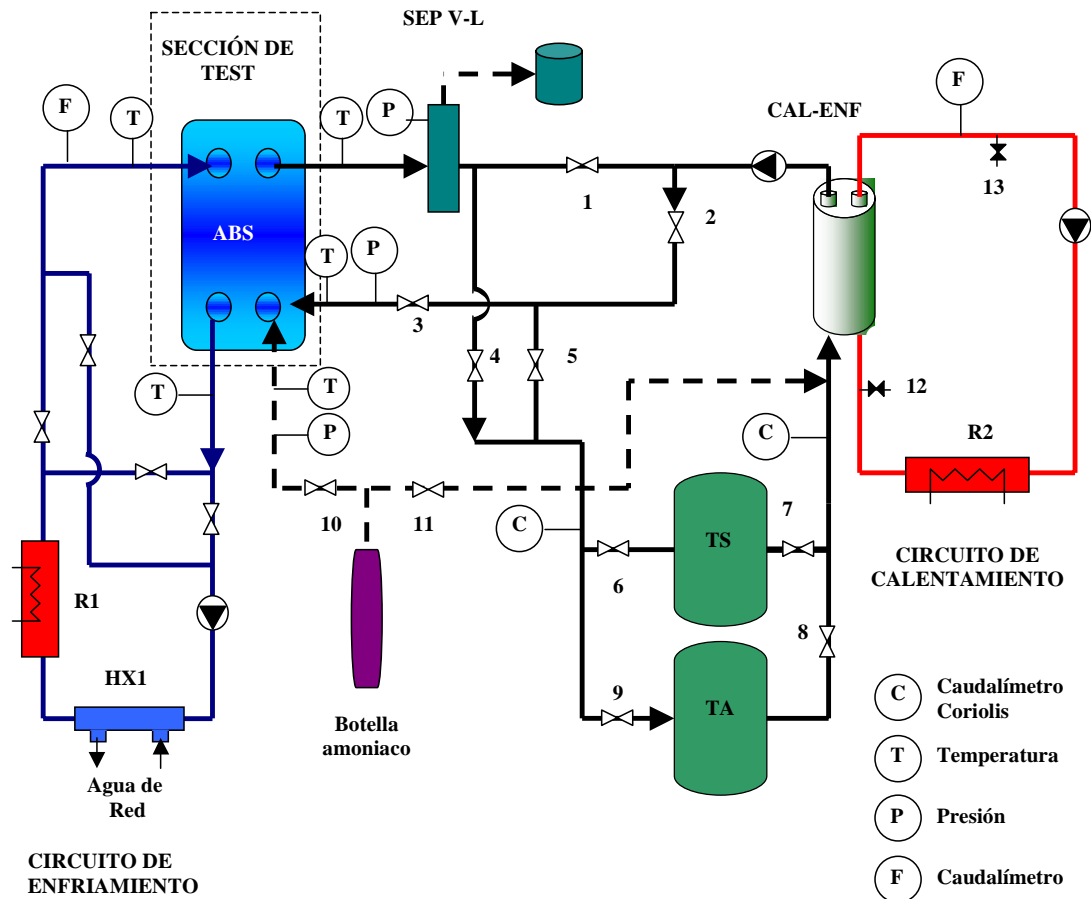 SEP V-L
SECCIÓN DE
TEST
F
T
T
P
CAL-ENF
F
13
1
2
ABS
T
P
3
4
5
T
T
P
12
C
R2
10
11
C
TS
7
6
CIRCUITO DE
CALENTAMIENTO
R1
8
HX1
9
TA
Botella
amoniaco
Agua de
Red
C
Caudalímetro
Coriolis
T
Temperatura
P
Presión
F
Caudalímetro
CIRCUITO DE
ENFRIAMIENTO